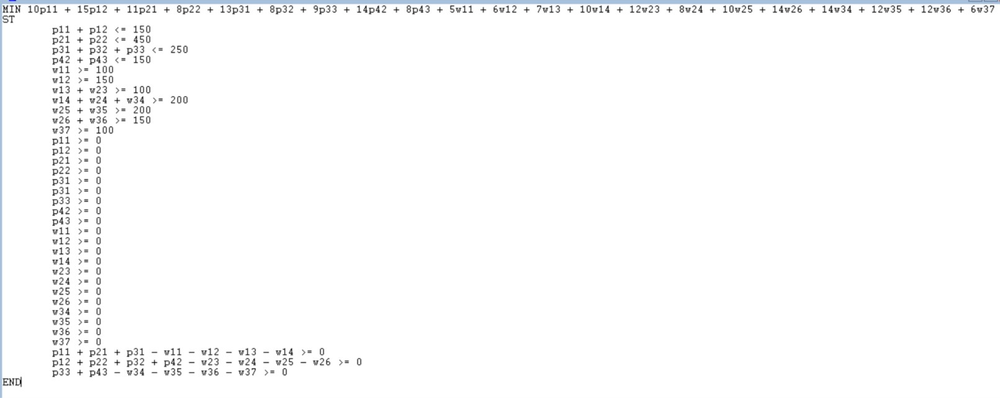 MIN 10p11 + 15p12 + 11p21 + 8p22 + 13p31 + 8p32 + 9p33 + 14p42 + 8p43 + 5w11 + 6w12 + 7w13 + 10w14 + 12w23 + 8w24 + 10w25 + 14w26 + 14w34 + 12w35 + 12w36 + 6w37
ST
p11 + p12 <= 150
p21 + p22 <= 450
p31 + p32 + p33 <= 250
p42 + p43 <= 150
w11 >= 100
w12 >= 150
w13 + w23 >= 100
w14 + w24 + w34 >= 200
w25 + w35 >= 200
w26 + w36 >= 150
w37 >= 100
p11 >= 0
p12 >= 0
p21 >= 0
p22 >= 0
p31 >= 0
p31 >= 0
p33 >= 0
p42 >= 0
p43 >= 0
w11 >= 0
w12 >= 0
w13 >= 0
w14 >= 0
w23 >= 0
w24 >= 0
w25 >= 0
w26 >= 0
w34 >= 0
w35 >= 0
w36 >= 0
w37 >= 0
p11 + p21 + p31 - w11 - w12 - w13 - w14 >= 0
p12 + p22 + p32 + p42 - w23 - w24 - w25 - w26 >= 0
p33 + p43 - w34 - w35 - w36 - w37 >= 0
END